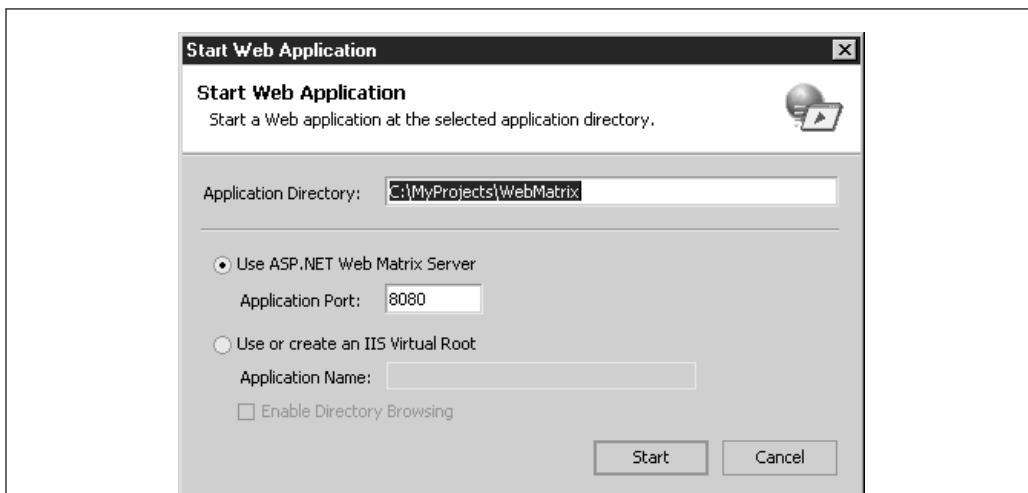 Start Web Application
Start Web Application
Start a Web application at the selected application directory.
Application Directory: C:\MyProjects\WebMatrix
Use ASP.NET Web Matrix Server
Application Port: 8080
Use or create an IIS Virtual Root
Application Name:
Enable Directory Browsing
Start Cancel